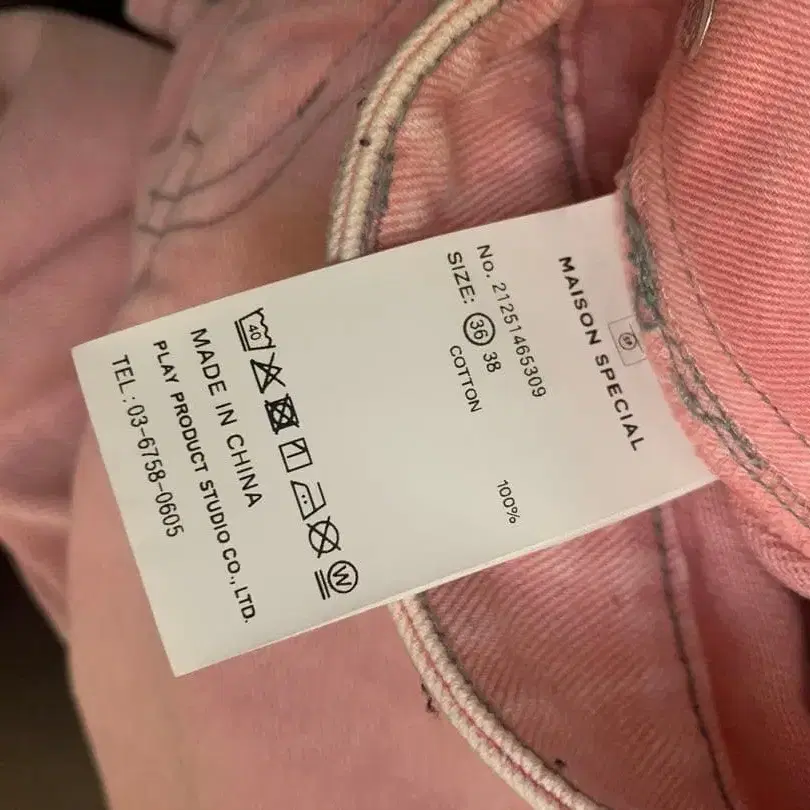 MAISON SPECIAL
No. 21251465309
SIZE: 36 38
COTTON 100%
40
W
MADE IN CHINA
PLAY PRODUCT STUDIO CO.,LTD.
TEL:03-6758-0605